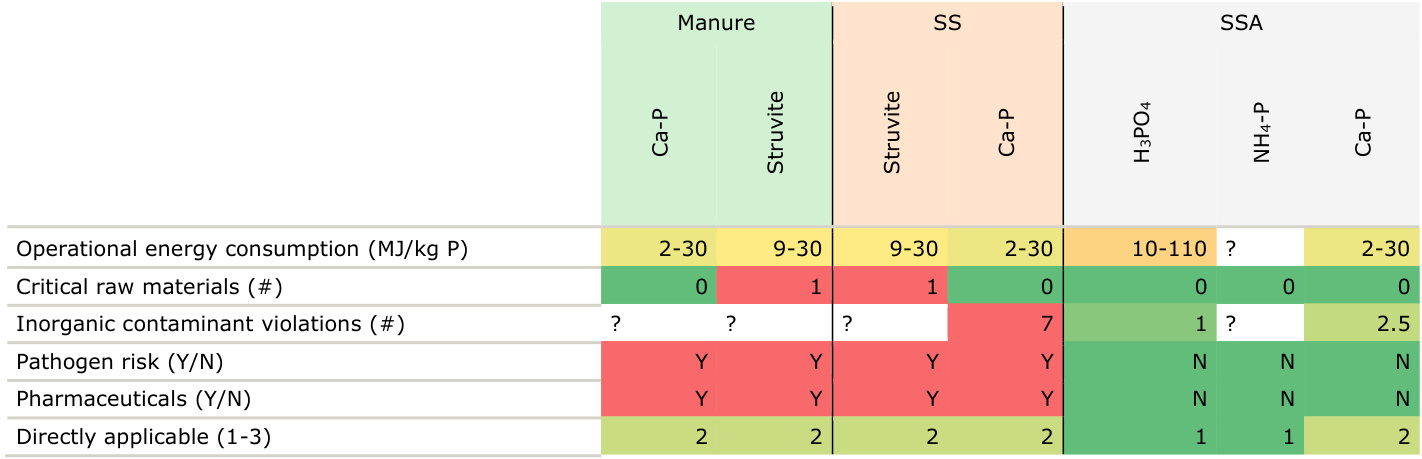 Manure SS SSA
Ca-P Struvite Struvite Ca-P H₃PO₄ NH₄-P Ca-P
Operational energy consumption (MJ/kg P) 2-30 9-30 9-30 2-30 10-110 ? 2-30
Critical raw materials (#) 0 1 1 0 0 0 0
Inorganic contaminant violations (#) ? ? ? 7 1 ? 2.5
Pathogen risk (Y/N) Y Y Y Y N N N
Pharmaceuticals (Y/N) Y Y Y Y N N N
Directly applicable (1-3) 2 2 2 2 1 1 2